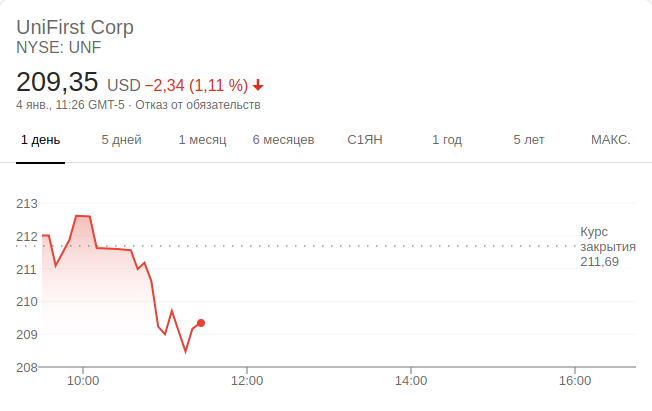 UniFirst Corp
NYSE: UNF
209,35 USD −2,34 (1,11 %)
4 янв., 11:26 GMT-5 · Отказ от обязательств
1 день 5 дней 1 месяц 6 месяцев С1ЯН 1 год 5 лет МАКС.
213
212
211
210
209
208
Курс
закрытия
211,69
10:00 12:00 14:00 16:00